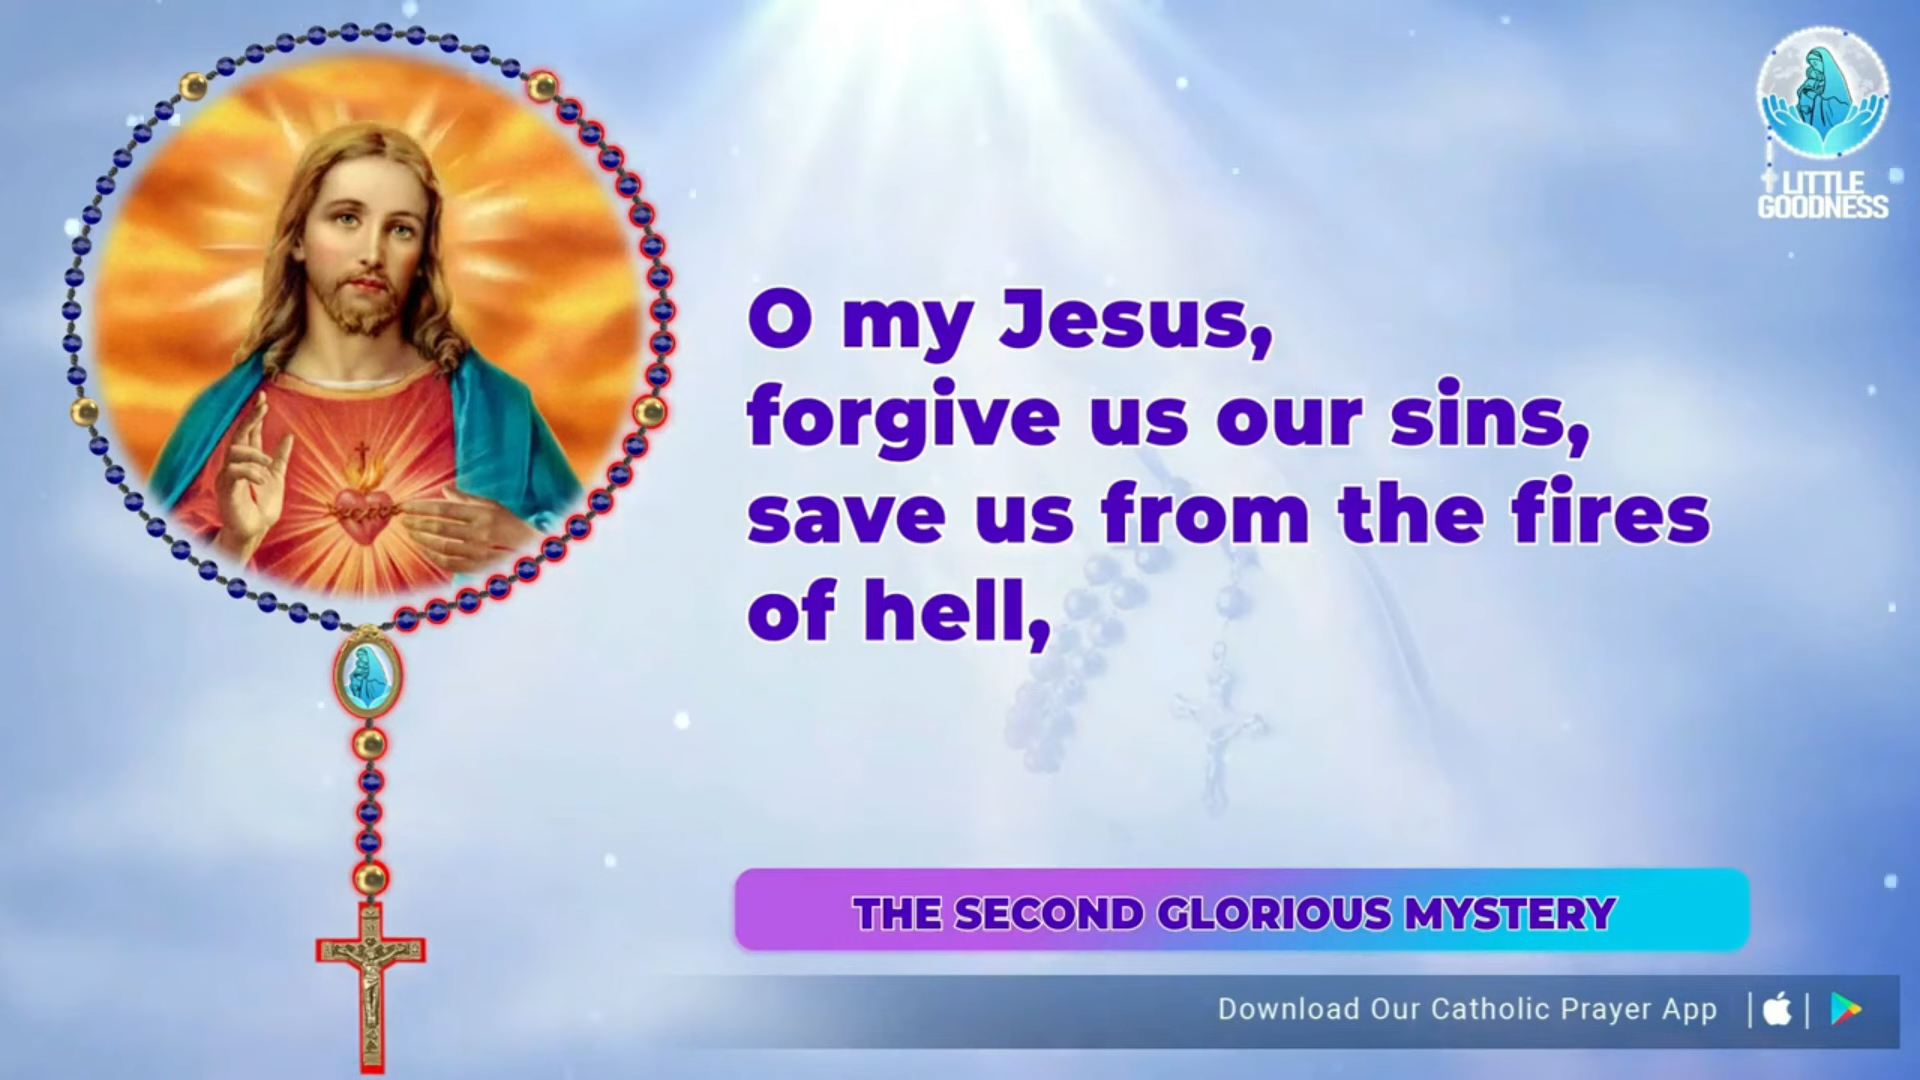 LITTLE
GOODNESS
O my Jesus,
forgive us our sins,
save us from the fires
of hell,
THE SECOND GLORIOUS MYSTERY
Download Our Catholic Prayer App